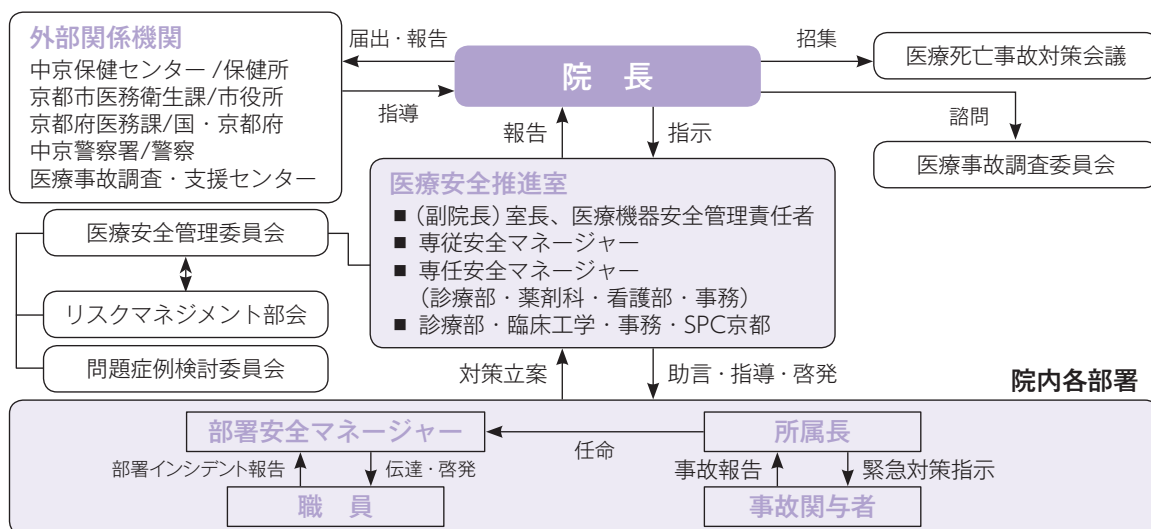 外部関係機関
中京保健センター /保健所
京都市医務衛生課/市役所
京都府医務課/国・京都府
中京警察署/警察
医療事故調査・支援センター
届出・報告
指導
院 長
招集
医療死亡事故対策会議
諮問
医療事故調査委員会
報告
指示
医療安全推進室
■ (副院長) 室長、医療機器安全管理責任者
■ 専従安全マネージャー
■ 専任安全マネージャー
(診療部・薬剤科・看護部・事務)
■ 診療部・臨床工学・事務・SPC京都
医療安全管理委員会
リスクマネジメント部会
問題症例検討委員会
対策立案
助言・指導・啓発
院内各部署
部署安全マネージャー
任命
所属長
部署インシデント報告
伝達・啓発
事故報告
緊急対策指示
職 員
事故関与者